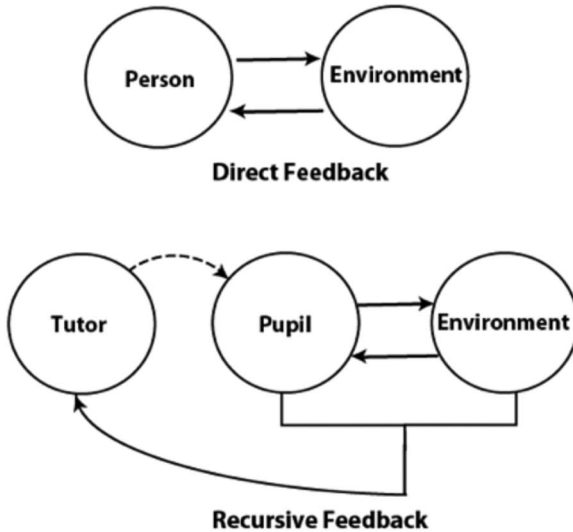 Person
Environment
Direct Feedback
Tutor
Pupil
Environment
Recursive Feedback